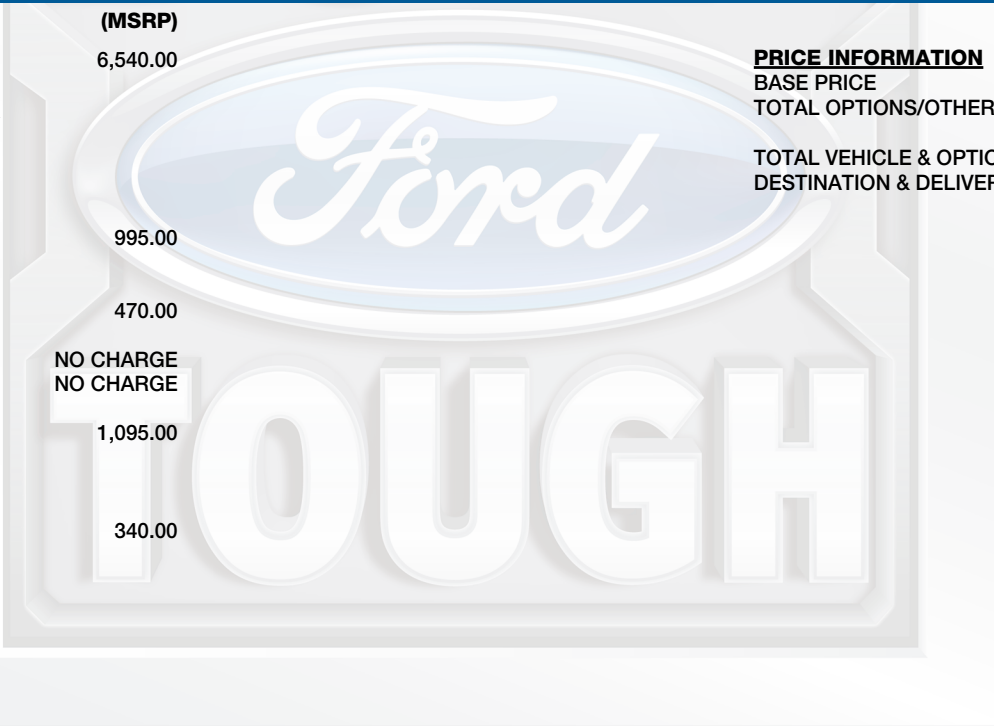 (MSRP)
6,540.00
995.00
470.00
NO CHARGE
NO CHARGE
1,095.00
340.00
PRICE INFORMATION
BASE PRICE
TOTAL OPTIONS/OTHER
TOTAL VEHICLE & OPTIO
DESTINATION & DELIVER
Ford
TOUGH